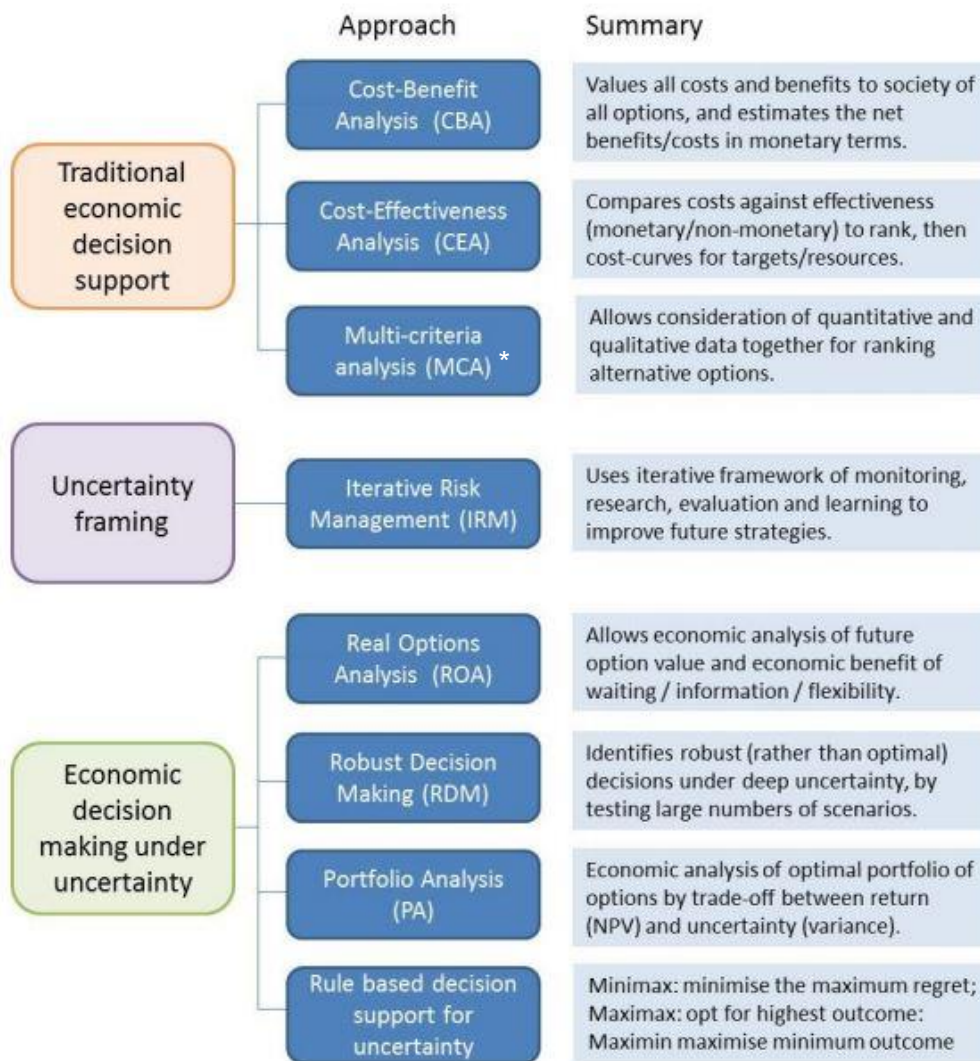 Approach Summary
Cost-Benefit
Analysis (CBA)
Values all costs and benefits to society of
all options, and estimates the net
benefits/costs in monetary terms.
Traditional
economic
decision
support
Cost-Effectiveness
Analysis (CEA)
Compares costs against effectiveness
(monetary/non-monetary) to rank, then
cost-curves for targets/resources.
Multi-criteria
analysis (MCA) *
Allows consideration of quantitative and
qualitative data together for ranking
alternative options.
Uncertainty
framing
Iterative Risk
Management (IRM)
Uses iterative framework of monitoring,
research, evaluation and learning to
improve future strategies.
Economic
decision
making under
uncertainty
Real Options
Analysis (ROA)
Allows economic analysis of future
option value and economic benefit of
waiting / information / flexibility.
Robust Decision
Making (RDM)
Identifies robust (rather than optimal)
decisions under deep uncertainty, by
testing large numbers of scenarios.
Portfolio Analysis
(PA)
Economic analysis of optimal portfolio of
options by trade-off between return
(NPV) and uncertainty (variance).
Rule based decision
support for
uncertainty
Minimax: minimise the maximum regret;
Maximax: opt for highest outcome:
Maximin maximise minimum outcome